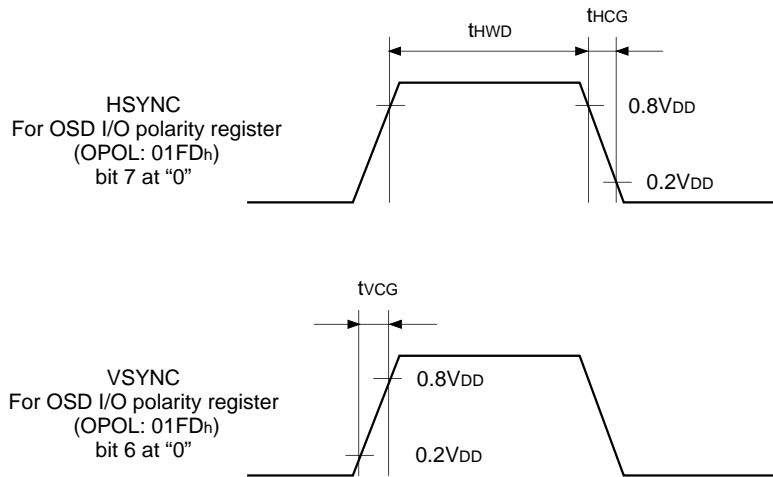 tHWD
tHCG
HSYNC
For OSD I/O polarity register
(OPOL: 01FDh)
bit 7 at “0”
0.8VDD
0.2VDD
tVCG
VSYNC
For OSD I/O polarity register
(OPOL: 01FDh)
bit 6 at “0”
0.8VDD
0.2VDD